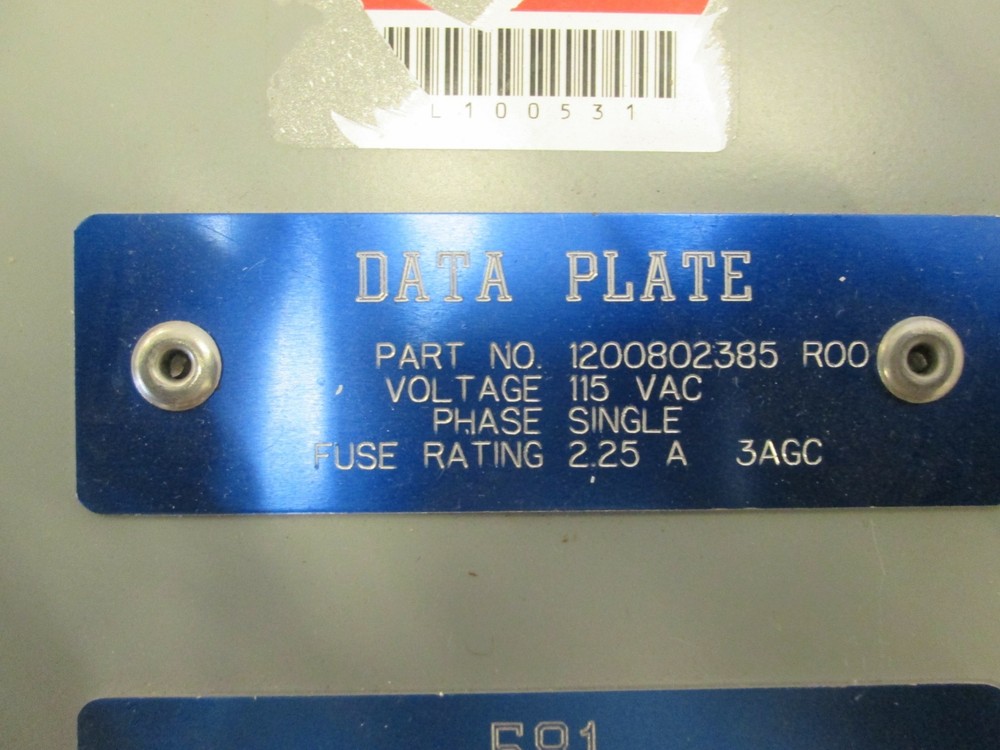 L100531
DATA PLATE
PART NO. 1200802385 R00
VOLTAGE 115 VAC
PHASE SINGLE
FUSE RATING 2.25 A 3AGC